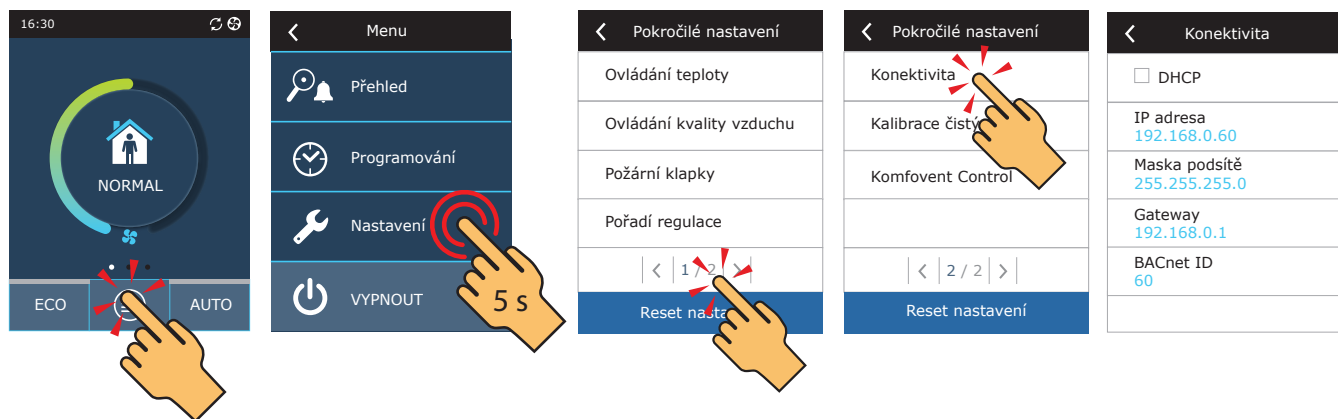 16:30
NORMAL
ECO
AUTO
Menu
Přehled
Programování
Nastavení
VYPNOUT
5 s
Pokročilé nastavení
Ovládání teploty
Ovládání kvality vzduchu
Požární klapky
Pořadí regulace
1 / 2
Reset
Pokročilé nastavení
Konektivita
Kalibrace
Komfovent Control
2 / 2
Reset nastavení
Konektivita
DHCP
IP adresa
192.168.0.60
Maska podsítě
255.255.255.0
Gateway
192.168.0.1
BACnet ID
60